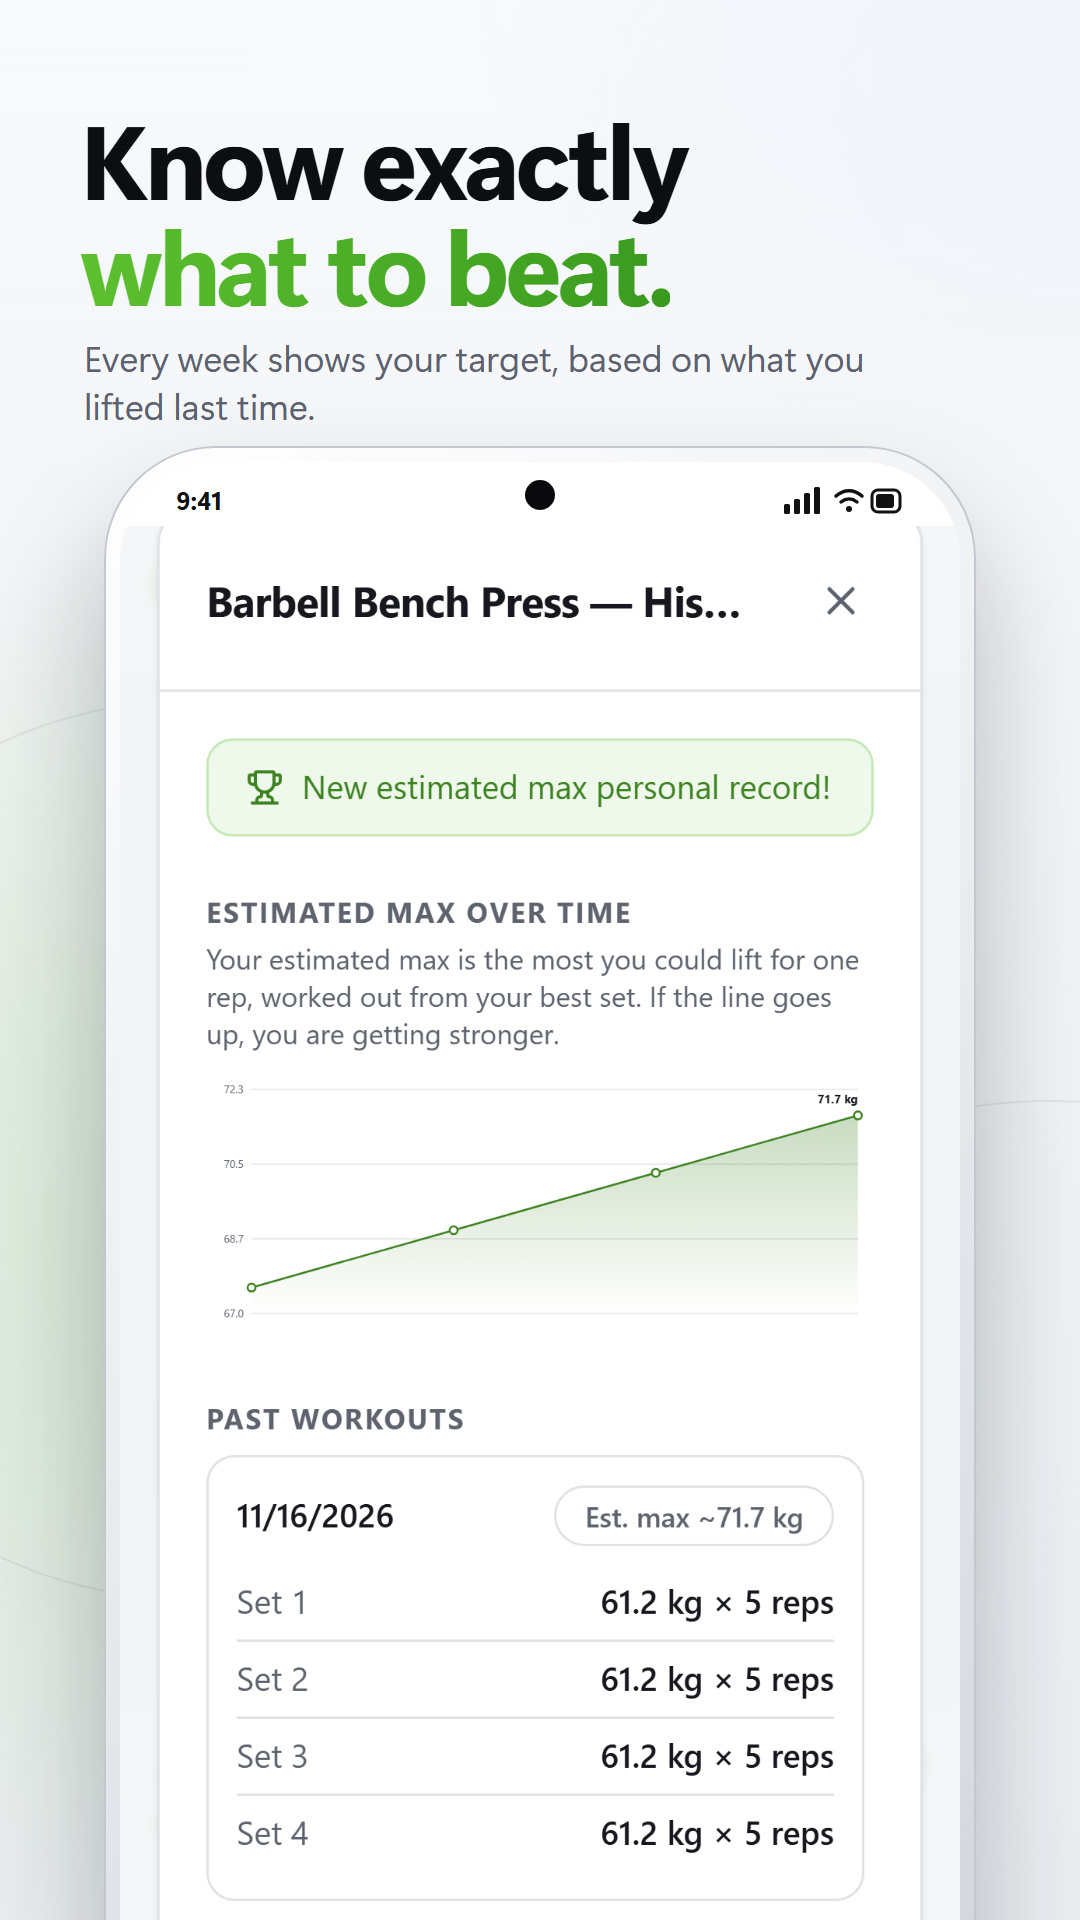 Know exactly
what to beat.
Every week shows your target, based on what you
lifted last time.
9:41
Barbell Bench Press — His...
New estimated max personal record!
ESTIMATED MAX OVER TIME
Your estimated max is the most you could lift for one
rep, worked out from your best set. If the line goes
up, you are getting stronger.
72.3
71.7 kg
70.5
68.7
67.0
PAST WORKOUTS
11/16/2026 Est. max ~71.7 kg
Set 1 61.2 kg × 5 reps
Set 2 61.2 kg × 5 reps
Set 3 61.2 kg × 5 reps
Set 4 61.2 kg × 5 reps